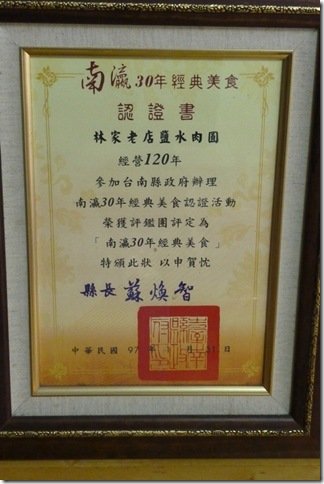 南瀛30年經典美食
認證書
林家老店鹽水肉圓
經營120年
參加台南縣政府辦理
南瀛30年經典美食認證活動
榮獲評鑑團評定為
「南瀛30年經典美食」
特頒此狀 以申賀忱
縣長 蘇煥智
中華民國 97 年 月 日